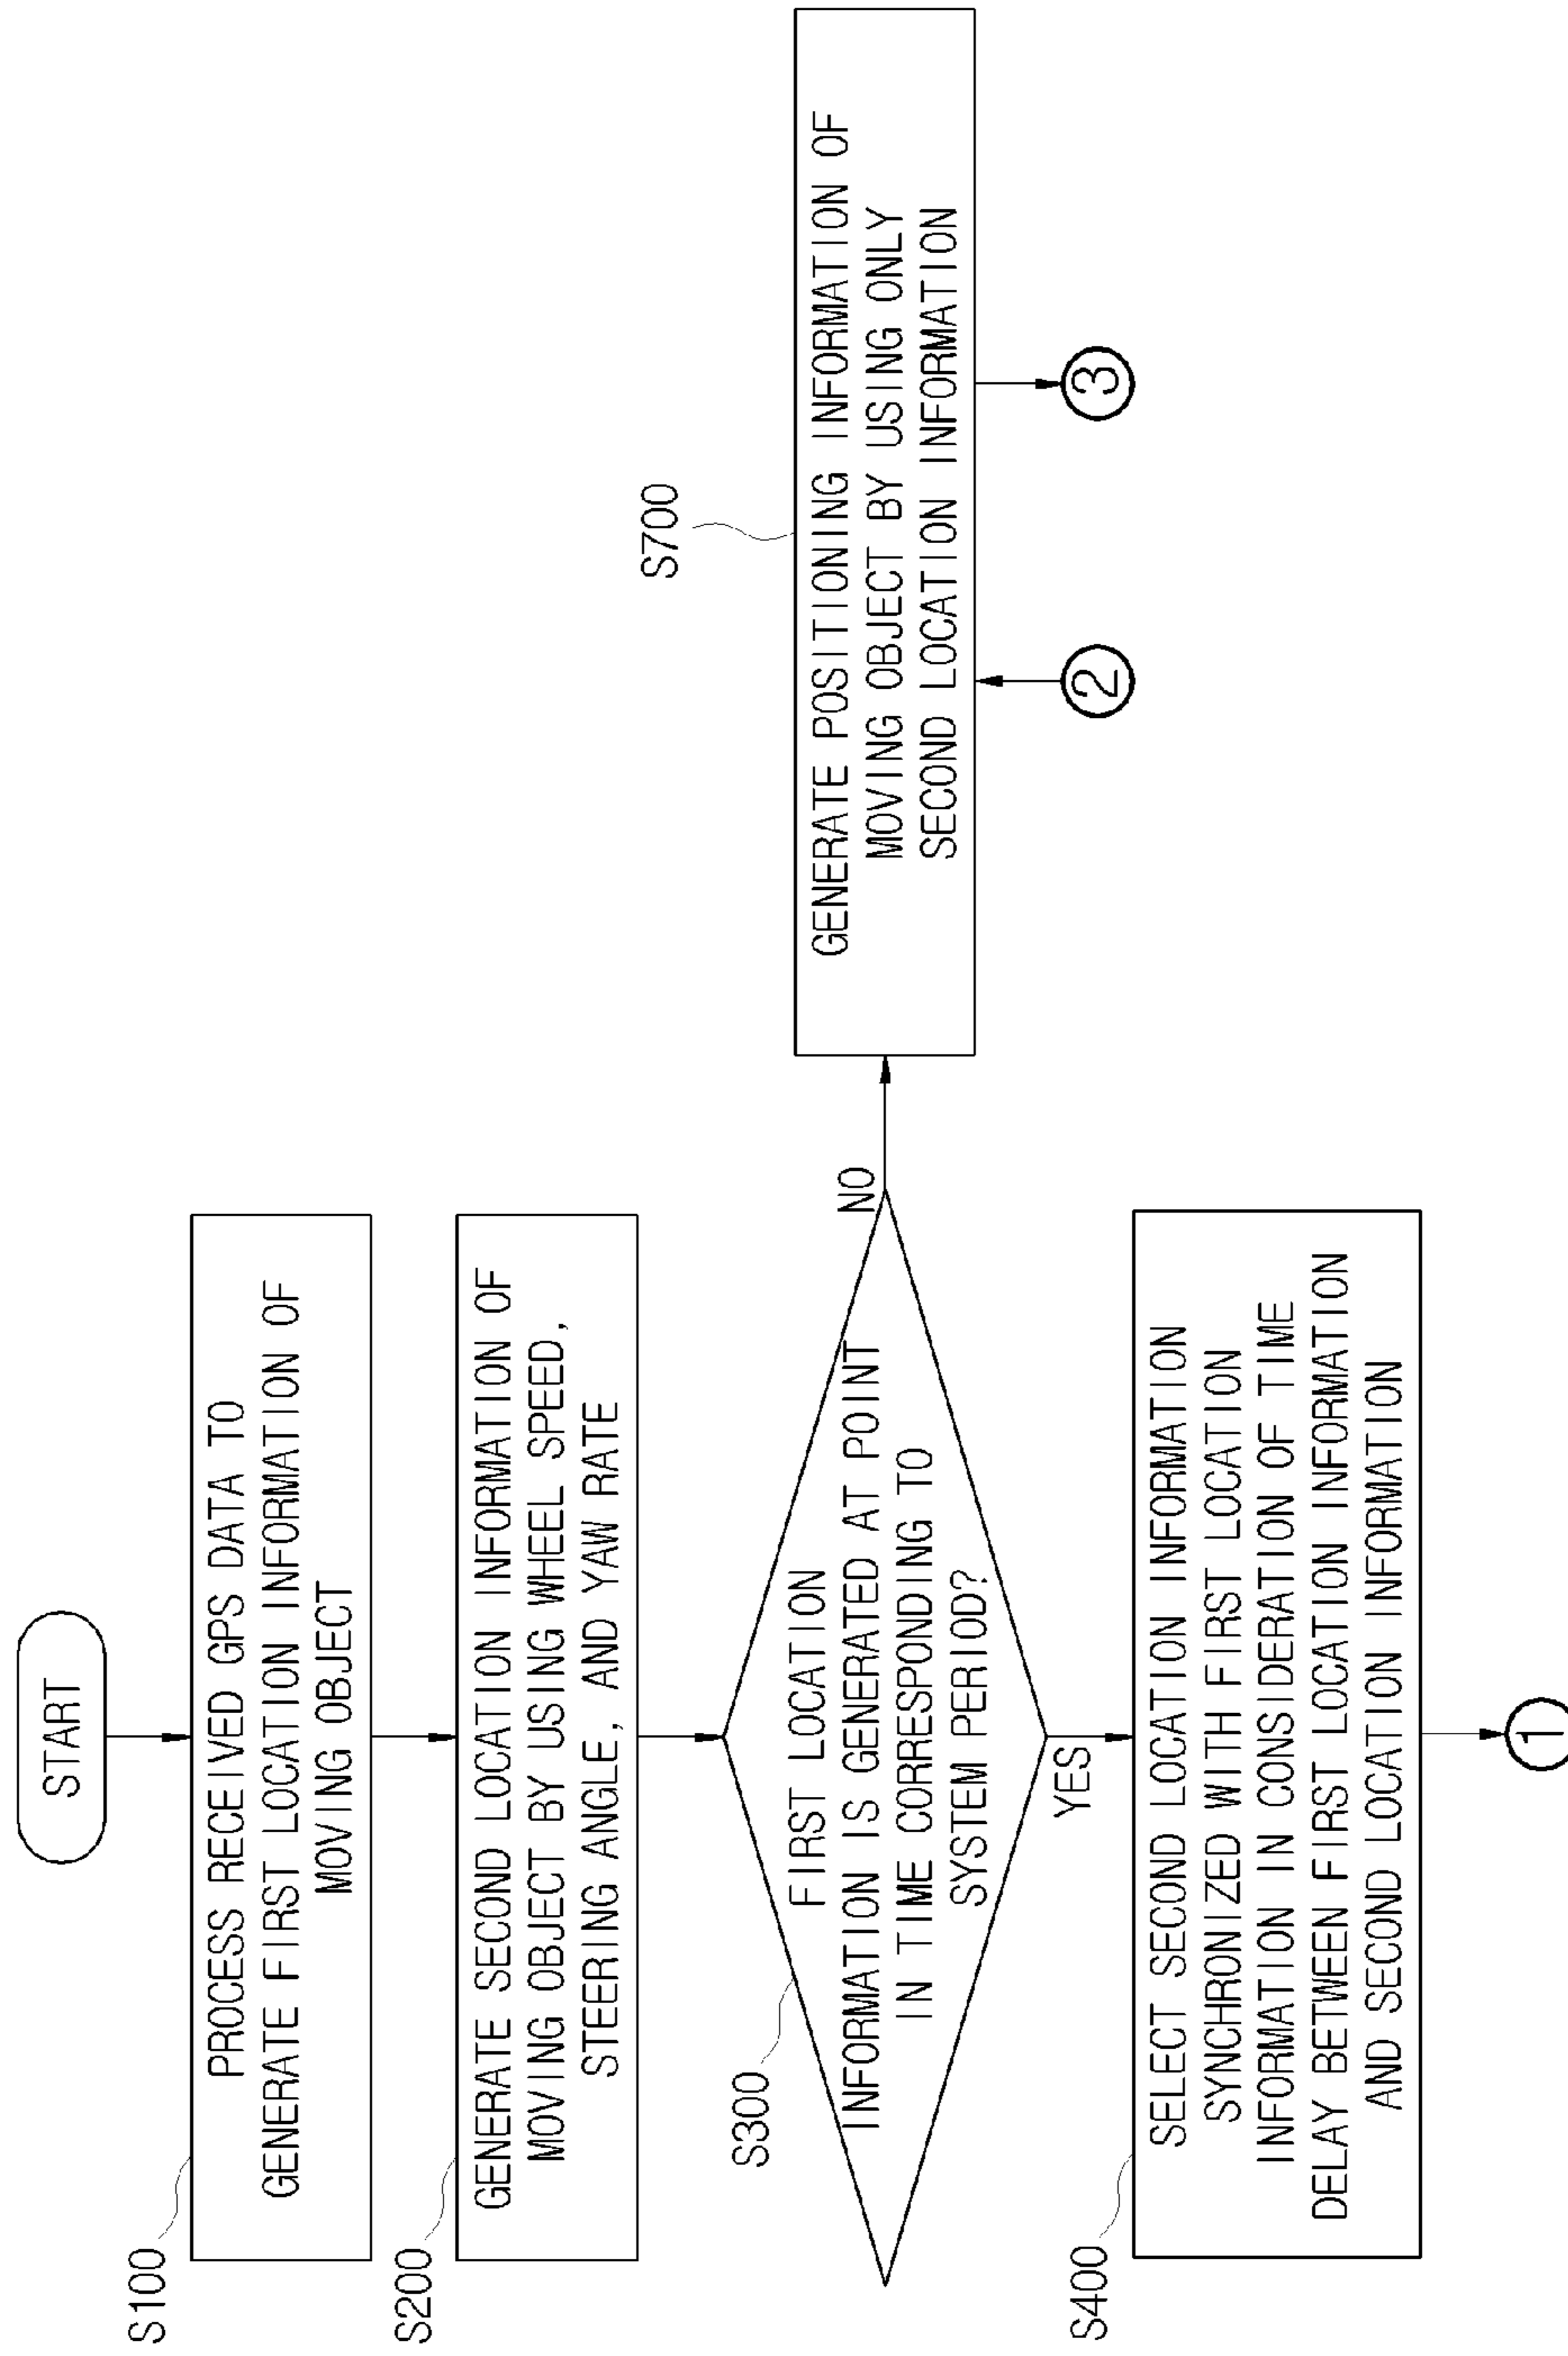 START
S100
PROCESS RECEIVED GPS DATA TO
GENERATE FIRST LOCATION INFORMATION OF
MOVING OBJECT
S200
GENERATE SECOND LOCATION INFORMATION OF
MOVING OBJECT BY USING WHEEL SPEED,
STEERING ANGLE, AND YAW RATE
S300
FIRST LOCATION
INFORMATION IS GENERATED AT POINT
IN TIME CORRESPONDING TO
SYSTEM PERIOD?
NO
YES
S700
GENERATE POSITIONING INFORMATION OF
MOVING OBJECT BY USING ONLY
SECOND LOCATION INFORMATION
2
3
S400
SELECT SECOND LOCATION INFORMATION
SYNCHRONIZED WITH FIRST LOCATION
INFORMATION IN CONSIDERATION OF TIME
DELAY BETWEEN FIRST LOCATION INFORMATION
AND SECOND LOCATION INFORMATION
1